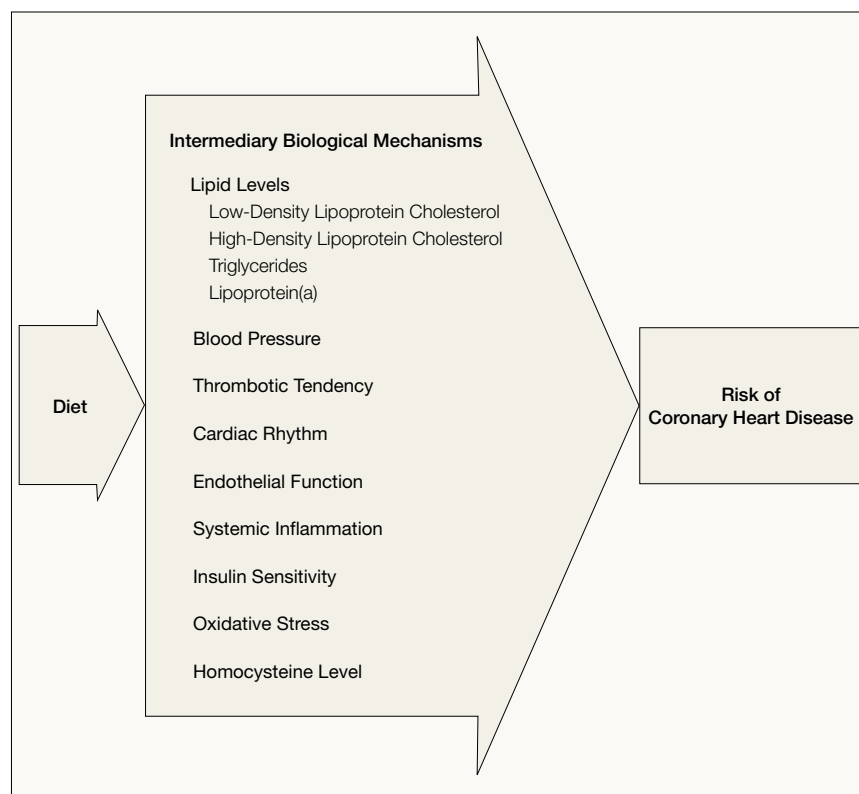 Intermediary Biological Mechanisms
Lipid Levels
Low-Density Lipoprotein Cholesterol
High-Density Lipoprotein Cholesterol
Triglycerides
Lipoprotein(a)
Blood Pressure
Thrombotic Tendency
Cardiac Rhythm
Endothelial Function
Systemic Inflammation
Insulin Sensitivity
Oxidative Stress
Homocysteine Level
Diet
Risk of
Coronary Heart Disease